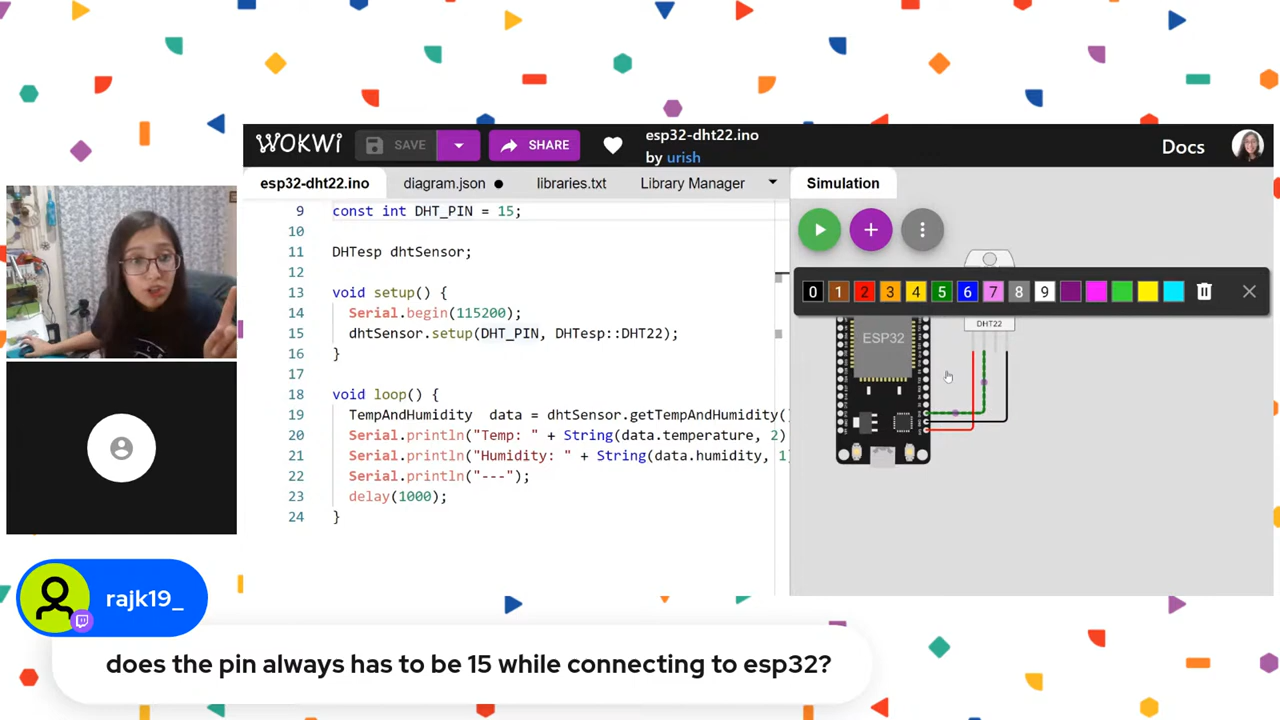 WOKWi
SAVE
SHARE
esp32-dht22.ino
by urish
Docs
esp32-dht22.ino
diagram.json
libraries.txt
Library Manager
Simulation
9 const int DHT_PIN = 15;
10
11 DHTesp dhtSensor;
12
13 void setup() {
14 Serial.begin(115200);
15 dhtSensor.setup(DHT_PIN, DHTesp::DHT22);
16 }
17
18 void loop() {
19 TempAndHumidity data = dhtSensor.getTempAndHumidity()
20 Serial.println("Temp: " + String(data.temperature, 2)
21 Serial.println("Humidity: " + String(data.humidity, 1)
22 Serial.println("---");
23 delay(1000);
24 }
0 1 2 3 4 5 6 7 8 9
DHT22
ESP32
rajk19_
does the pin always has to be 15 while connecting to esp32?